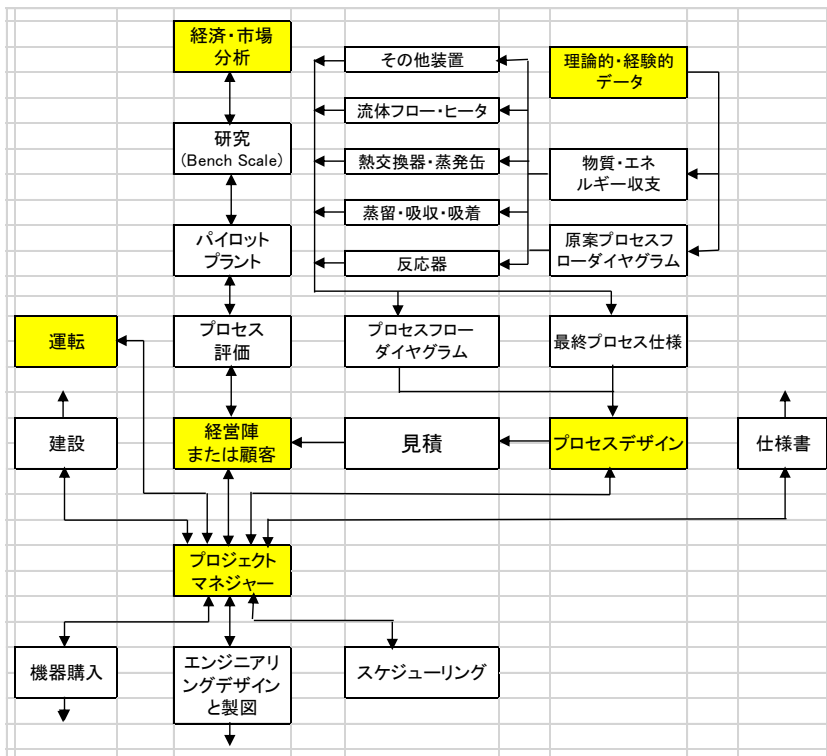 経済・市場
分析
その他装置
理論的・経験的
データ
流体フロー・ヒータ
研究
(Bench Scale)
熱交換器・蒸発缶
物質・エネ
ルギー収支
蒸留・吸収・吸着
パイロット
プラント
反応器
原案プロセスフ
ローダイヤグラム
運転
プロセス
評価
プロセスフロー
ダイヤグラム
最終プロセス仕様
建設
経営陣
または顧客
見積
プロセスデザイン
仕様書
プロジェクト
マネジャー
機器購入
エンジニアリ
ングデザイン
と製図
スケジューリング